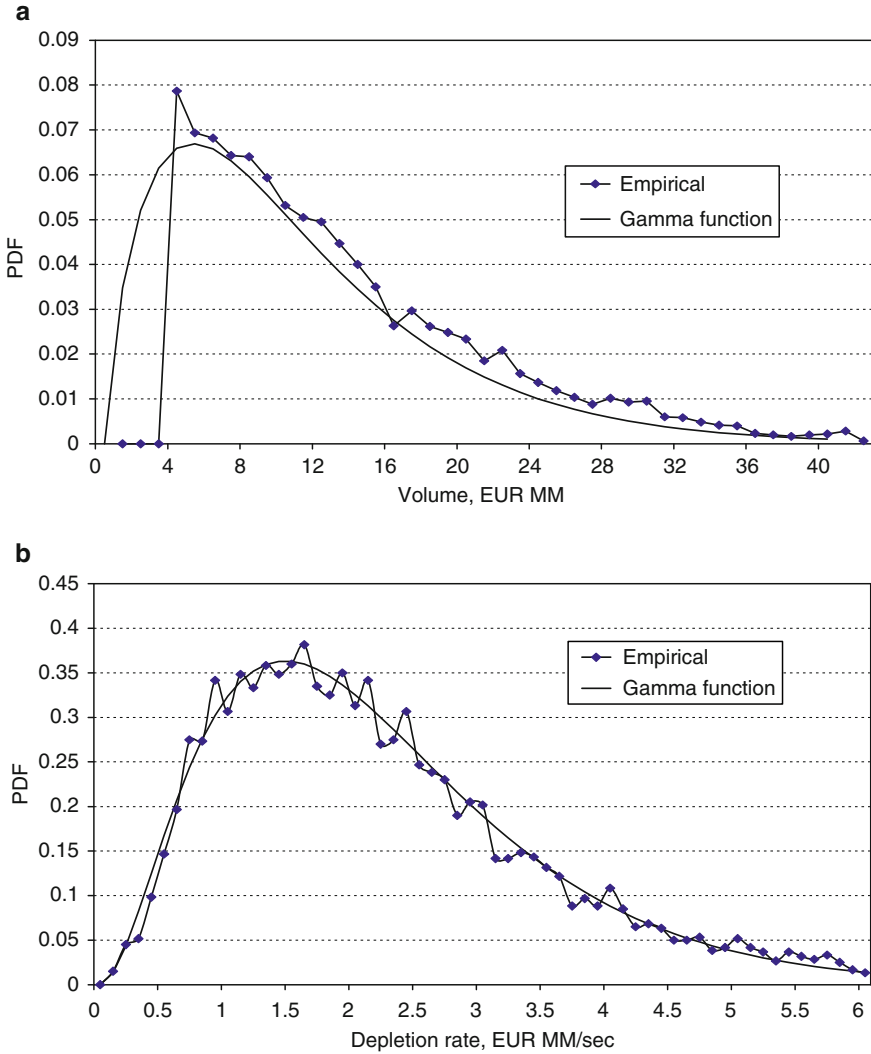 a
0.09
0.08
0.07
0.06
0.05
0.04
0.03
0.02
0.01
0
PDF
Empirical
Gamma function
0 4 8 12 16 20 24 28 32 36 40
Volume, EUR MM
b
0.45
0.4
0.35
0.3
0.25
0.2
0.15
0.1
0.05
0
PDF
Empirical
Gamma function
0 0.5 1 1.5 2 2.5 3 3.5 4 4.5 5 5.5 6
Depletion rate, EUR MM/sec